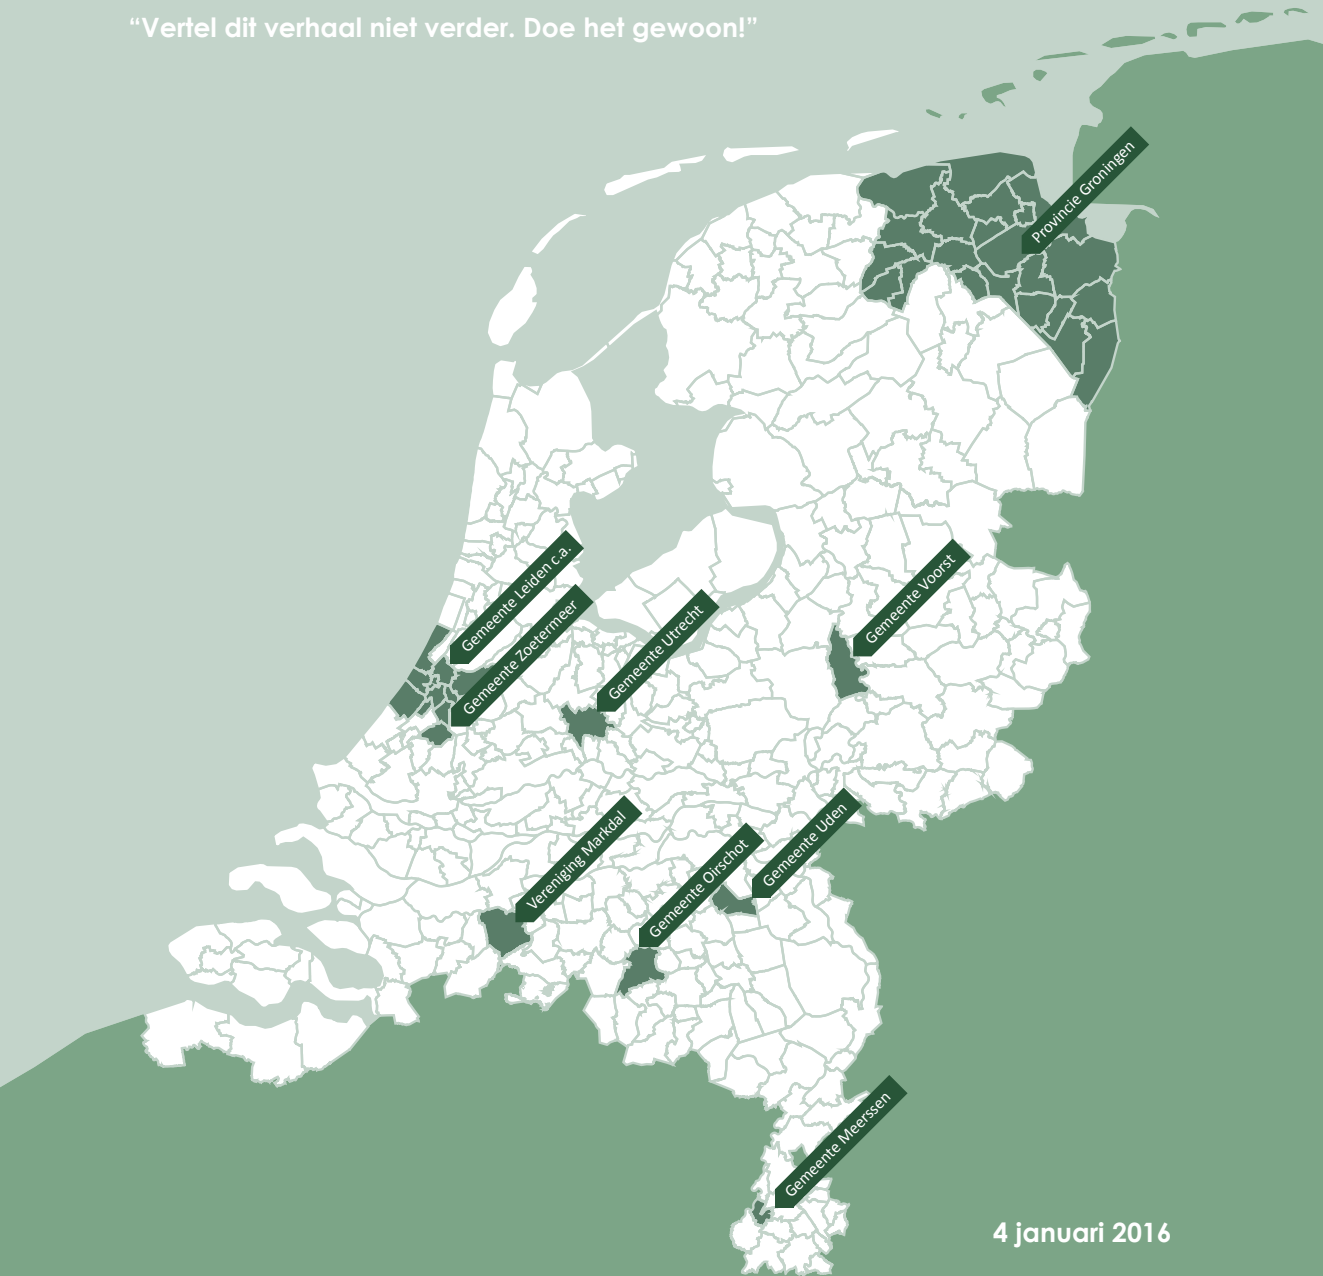 “Vertel dit verhaal niet verder. Doe het gewoon!”
Provincie Groningen
Gemeente Leiden c.a.
Gemeente Voorst
Gemeente Zoetermeer
Gemeente Utrecht
Gemeente Uden
Vereniging Markdal
Gemeente Oirschot
Gemeente Meerssen
4 januari 2016